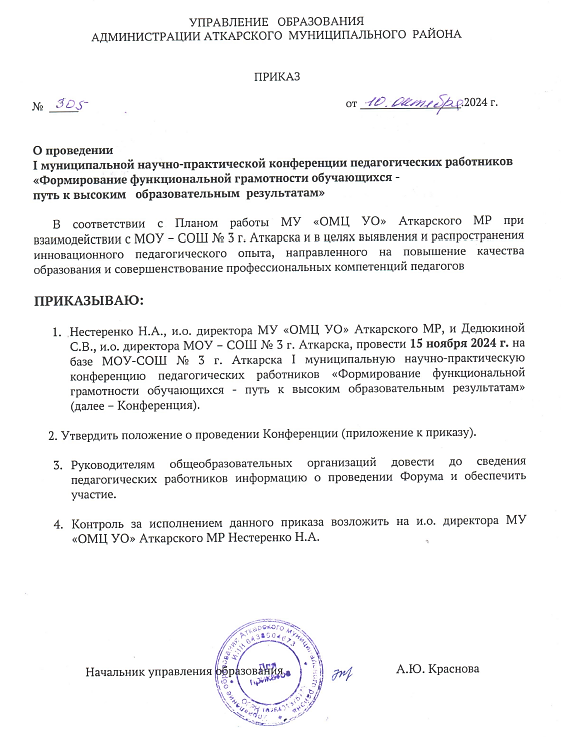 УПРАВЛЕНИЕ ОБРАЗОВАНИЯ
АДМИНИСТРАЦИИ АТКАРСКОГО МУНИЦИПАЛЬНОГО РАЙОНА
ПРИКАЗ
№ 305 от 10 октября 2024 г.
О проведении
I муниципальной научно-практической конференции педагогических работников
«Формирование функциональной грамотности обучающихся -
путь к высоким образовательным результатам»
В соответствии с Планом работы МУ «ОМЦ УО» Аткарского МР при
взаимодействии с МОУ – СОШ № 3 г. Аткарска и в целях выявления и распространения
инновационного педагогического опыта, направленного на повышение качества
образования и совершенствование профессиональных компетенций педагогов
ПРИКАЗЫВАЮ:
1. Нестеренко Н.А., и.о. директора МУ «ОМЦ УО» Аткарского МР, и Дедюкиной
С.В., и.о. директора МОУ – СОШ № 3 г. Аткарска, провести 15 ноября 2024 г. на
базе МОУ-СОШ № 3 г. Аткарска I муниципальную научно-практическую
конференцию педагогических работников «Формирование функциональной
грамотности обучающихся - путь к высоким образовательным результатам»
(далее – Конференция).
2. Утвердить положение о проведении Конференции (приложение к приказу).
3. Руководителям общеобразовательных организаций довести до сведения
педагогических работников информацию о проведении Форума и обеспечить
участие.
4. Контроль за исполнением данного приказа возложить на и.о. директора МУ
«ОМЦ УО» Аткарского МР Нестеренко Н.А.
Начальник управления образования А.Ю. Краснова
Для приказов